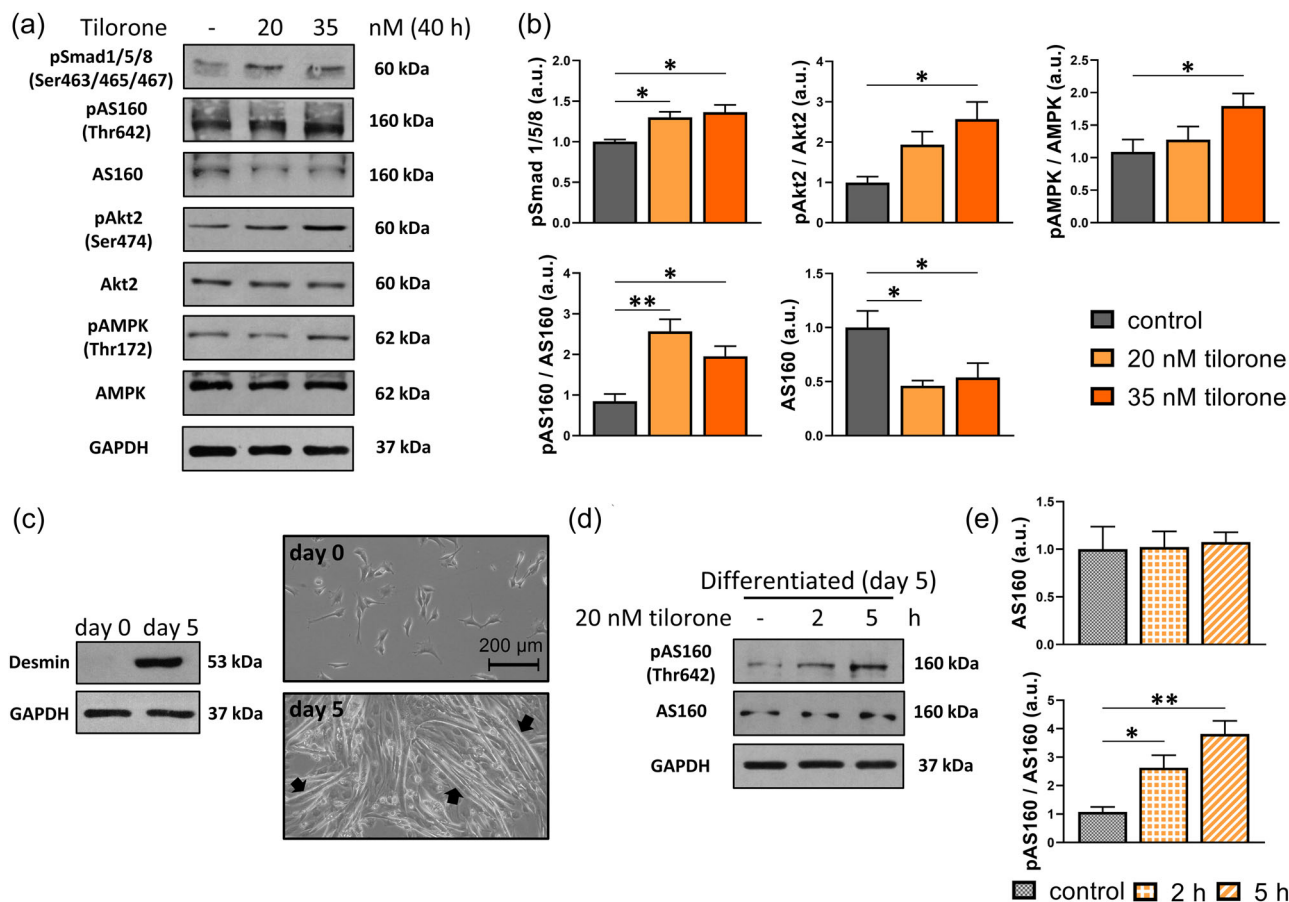 (a)
Tilorone - 20 35 nM (40 h)
pSmad1/5/8
(Ser463/465/467)
60 kDa
pAS160
(Thr642)
160 kDa
AS160
160 kDa
pAkt2
(Ser474)
60 kDa
Akt2
60 kDa
pAMPK
(Thr172)
62 kDa
AMPK
62 kDa
GAPDH
37 kDa
(b)
pSmad 1/5/8 (a.u.)
2.0
1.5
1.0
0.5
0.0
*
*
pAkt2 / Akt2 (a.u.)
6
4
2
0
*
pAMPK / AMPK (a.u.)
2.5
2.0
1.5
1.0
0.5
0.0
*
pAS160 / AS160 (a.u.)
4
3
2
1
0
*
**
AS160 (a.u.)
1.5
1.0
0.5
0.0
*
*
control
20 nM tilorone
35 nM tilorone
(c)
day 0 day 5
Desmin
53 kDa
GAPDH
37 kDa
day 0
200 µm
day 5
(d)
Differentiated (day 5)
20 nM tilorone - 2 5 h
pAS160
(Thr642)
160 kDa
AS160
160 kDa
GAPDH
37 kDa
(e)
AS160 (a.u.)
1.5
1.0
0.5
0.0
pAS160 / AS160 (a.u.)
5
4
3
2
1
0
**
*
control 2 h 5 h